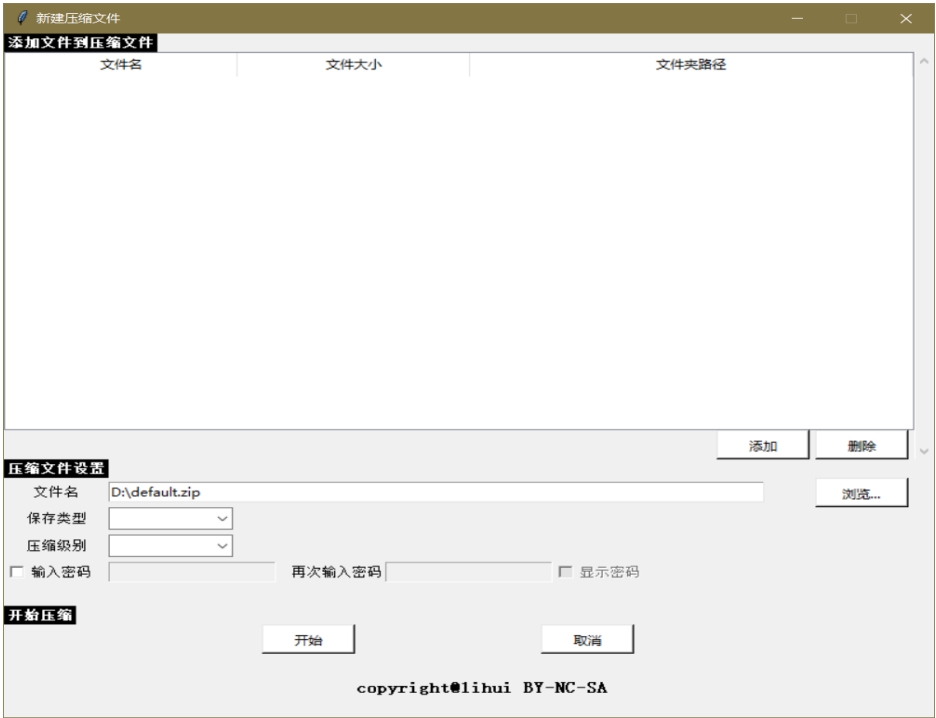 新建压缩文件
添加文件到压缩文件
文件名 文件大小 文件夹路径
添加 删除
压缩文件设置
文件名 D:\default.zip 浏览...
保存类型
压缩级别
输入密码 再次输入密码 显示密码
开始压缩
开始 取消
copyright@lihui BY-NC-SA